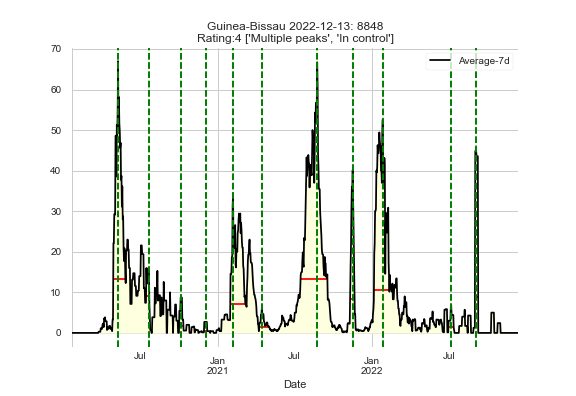 Guinea-Bissau 2022-12-13: 8848
Rating:4 ['Multiple peaks', 'In control']
Average-7d
70
60
50
40
30
20
10
0
Jul
Jan
2021
Jul
Jan
2022
Jul
Date